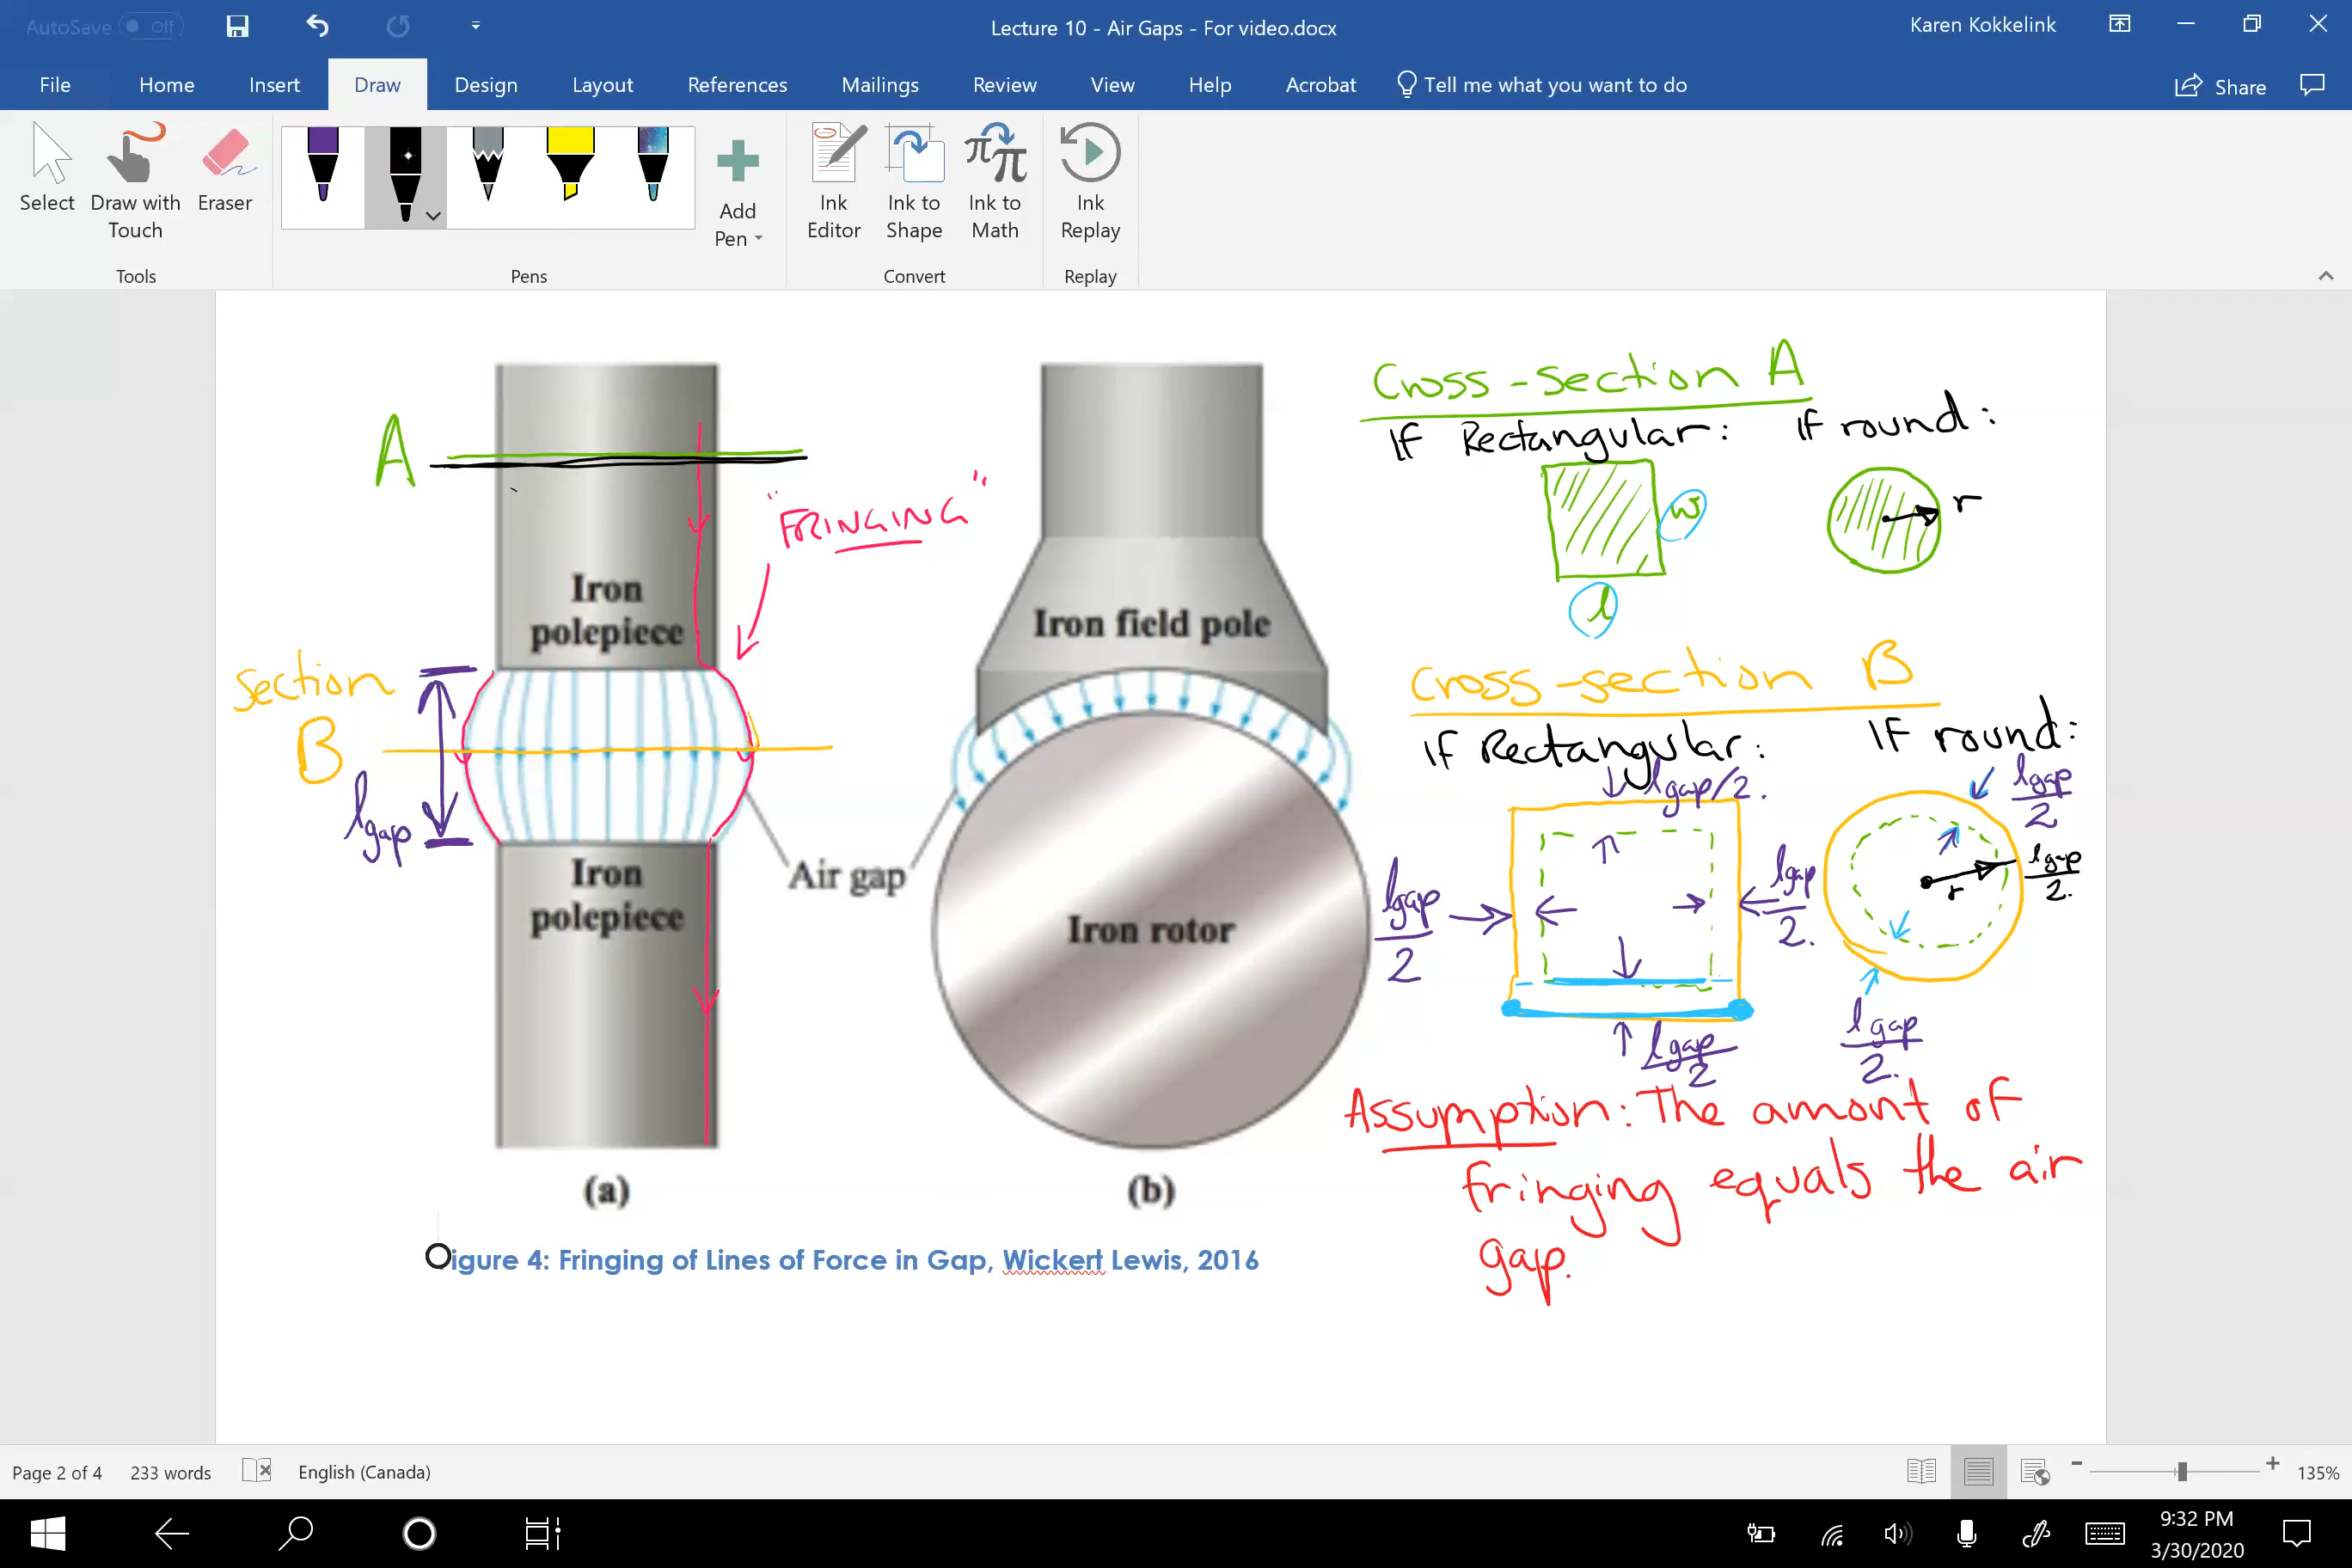 AutoSave Off
Lecture 10 - Air Gaps - For video.docx
Karen Kokkelink
File Home Insert Draw Design Layout References Mailings Review View Help Acrobat Tell me what you want to do Share
Select
Draw with Touch
Eraser
Add Pen
Ink Editor
Ink to Shape
Ink to Math
Ink Replay
Tools Pens Convert Replay
A
"FRINGING"
Iron
polepiece
Section
B
lgap
Iron
polepiece
Air gap
(a)
Iron field pole
Iron rotor
(b)
igure 4: Fringing of Lines of Force in Gap, Wickert Lewis, 2016
Cross-section A
If Rectangular: If round:
w
l
r
Cross-section B
If Rectangular: If round:
lgap/2.
lgap/2
lgap/2
lgap/2.
r
lgap/2.
lgap/2
lgap/2.
Assumption: The amont of
fringing equals the air
gap.
Page 2 of 4 233 words English (Canada) 135%
9:32 PM
3/30/2020